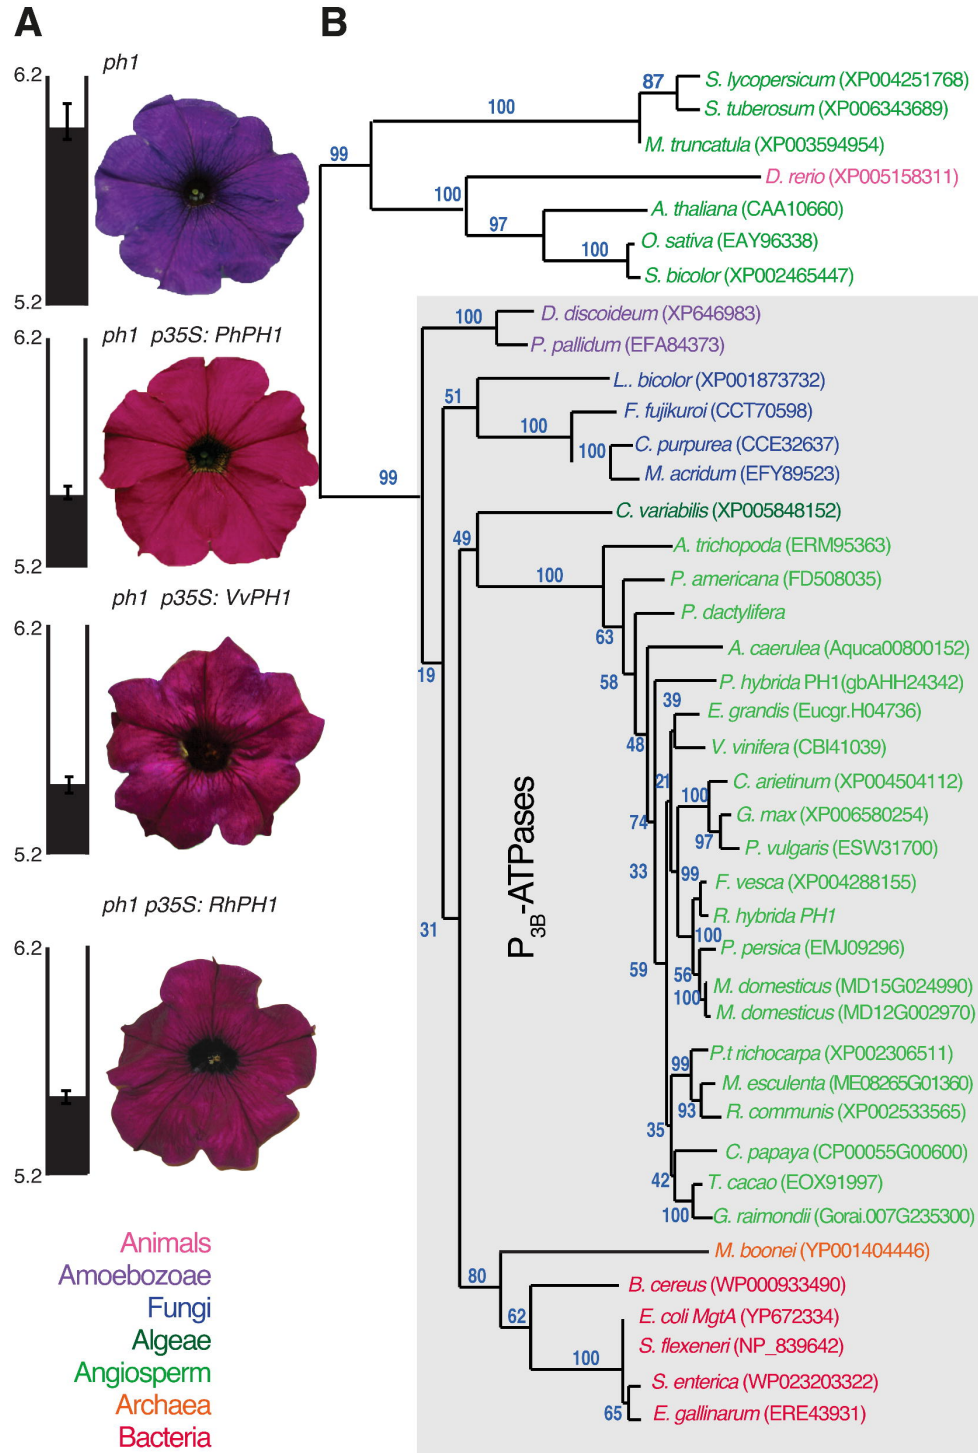 A
B
ph1
6.2
5.2
ph1 p35S: PhPH1
6.2
5.2
ph1 p35S: VvPH1
6.2
5.2
ph1 p35S: RhPH1
6.2
5.2
Animals
Amoebozoae
Fungi
Algeae
Angiosperm
Archaea
Bacteria
87
S. lycopersicum (XP004251768)
100
S. tuberosum (XP006343689)
M. truncatula (XP003594954)
99
D. rerio (XP005158311)
100
A. thaliana (CAA10660)
97
O. sativa (EAY96338)
100
S. bicolor (XP002465447)
D. discoideum (XP646983)
100
P. pallidum (EFA84373)
L.. bicolor (XP001873732)
51
F. fujikuroi (CCT70598)
100
C. purpurea (CCE32637)
100
M. acridum (EFY89523)
99
C. variabilis (XP005848152)
49
A. trichopoda (ERM95363)
100
P. americana (FD508035)
P. dactylifera
63
A. caerulea (Aquca00800152)
19
58
P. hybrida PH1(gbAHH24342)
39
E. grandis (Eucgr.H04736)
48
V. vinifera (CBI41039)
21
C. arietinum (XP004504112)
100
G. max (XP006580254)
74
97
P. vulgaris (ESW31700)
33
99
F. vesca (XP004288155)
R. hybrida PH1
31
100
P. persica (EMJ09296)
59
56
M. domesticus (MD15G024990)
100
M. domesticus (MD12G002970)
P3B-ATPases
P.t richocarpa (XP002306511)
99
M. esculenta (ME08265G01360)
93
R. communis (XP002533565)
35
C. papaya (CP00055G00600)
42
T. cacao (EOX91997)
100
G. raimondii (Gorai.007G235300)
M. boonei (YP001404446)
80
B. cereus (WP000933490)
62
E. coli MgtA (YP672334)
S. flexeneri (NP_839642)
100
S. enterica (WP023203322)
65
E. gallinarum (ERE43931)